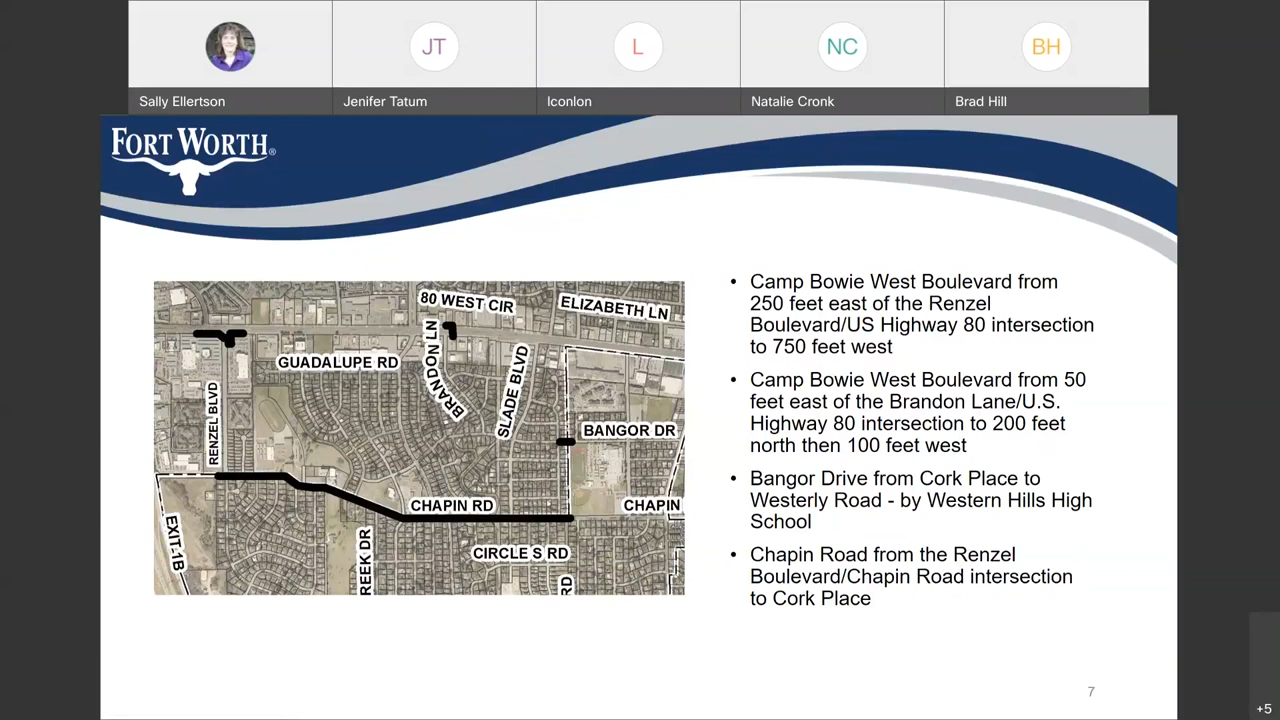 JT
L
NC
BH
Sally Ellertson
Jenifer Tatum
Iconlon
Natalie Cronk
Brad Hill
FORT WORTH®
80 WEST CIR
ELIZABETH LN
GUADALUPE RD
BRANDON LN
SLADE BLVD
RENZEL BLVD
BANGOR DR
CHAPIN RD
CHAPIN
EXIT 1B
REEK DR
CIRCLE S RD
RD
• Camp Bowie West Boulevard from
250 feet east of the Renzel
Boulevard/US Highway 80 intersection
to 750 feet west
• Camp Bowie West Boulevard from 50
feet east of the Brandon Lane/U.S.
Highway 80 intersection to 200 feet
north then 100 feet west
• Bangor Drive from Cork Place to
Westerly Road - by Western Hills High
School
• Chapin Road from the Renzel
Boulevard/Chapin Road intersection
to Cork Place
7
+5